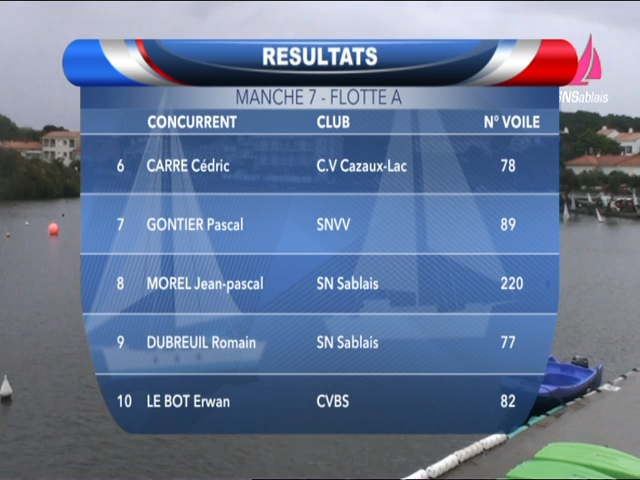 RESULTATS
SNSablais
MANCHE 7 - FLOTTE A
CONCURRENT CLUB N° VOILE
6 CARRE Cédric C.V Cazaux-Lac 78
7 GONTIER Pascal SNVV 89
8 MOREL Jean-pascal SN Sablais 220
9 DUBREUIL Romain SN Sablais 77
10 LE BOT Erwan CVBS 82